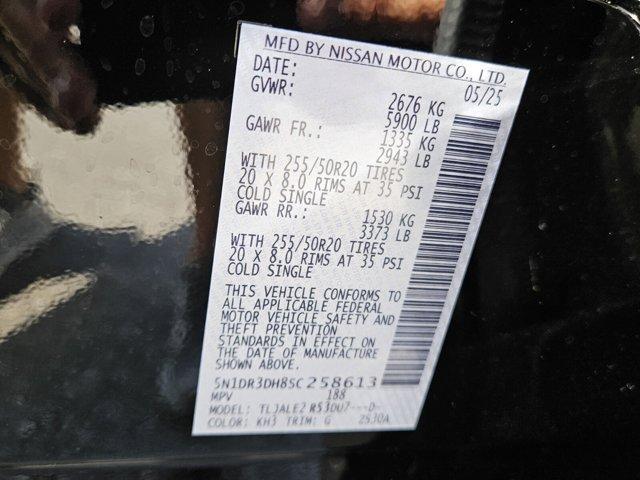 MFD BY NISSAN MOTOR CO., LTD.
DATE: 05/25
GVWR: 2676 KG
5900 LB
GAWR FR.: 1335 KG
2943 LB
WITH 255/50R20 TIRES
20 X 8.0 RIMS AT 35 PSI
COLD SINGLE
GAWR RR.: 1530 KG
3373 LB
WITH 255/50R20 TIRES
20 X 8.0 RIMS AT 35 PSI
COLD SINGLE
THIS VEHICLE CONFORMS TO
ALL APPLICABLE FEDERAL
MOTOR VEHICLE SAFETY AND
THEFT PREVENTION
STANDARDS IN EFFECT ON
THE DATE OF MANUFACTURE
SHOWN ABOVE.
5N1DR3DH8SC258613
MPV 188
MODEL: TLJALE2 R53DU7---D-
COLOR: KH3 TRIM: G 2530A